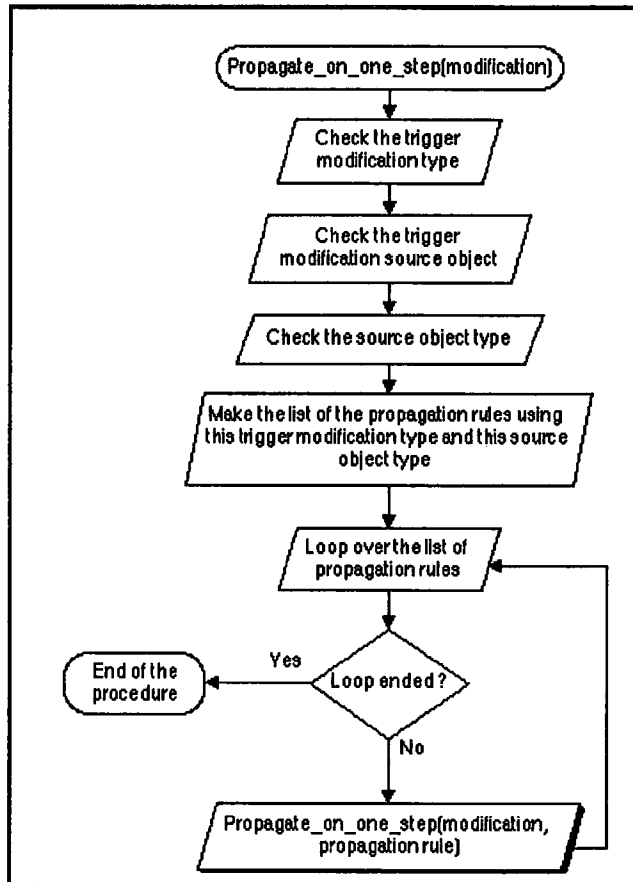 Propagate_on_one_step(modification)
Check the trigger
modification type
Check the trigger
modification source object
Check the source object type
Make the list of the propagation rules using
this trigger modification type and this source
object type
Loop over the list of
propagation rules
Loop ended ?
Yes
End of the
procedure
No
Propagate_on_one_step(modification,
propagation rule)